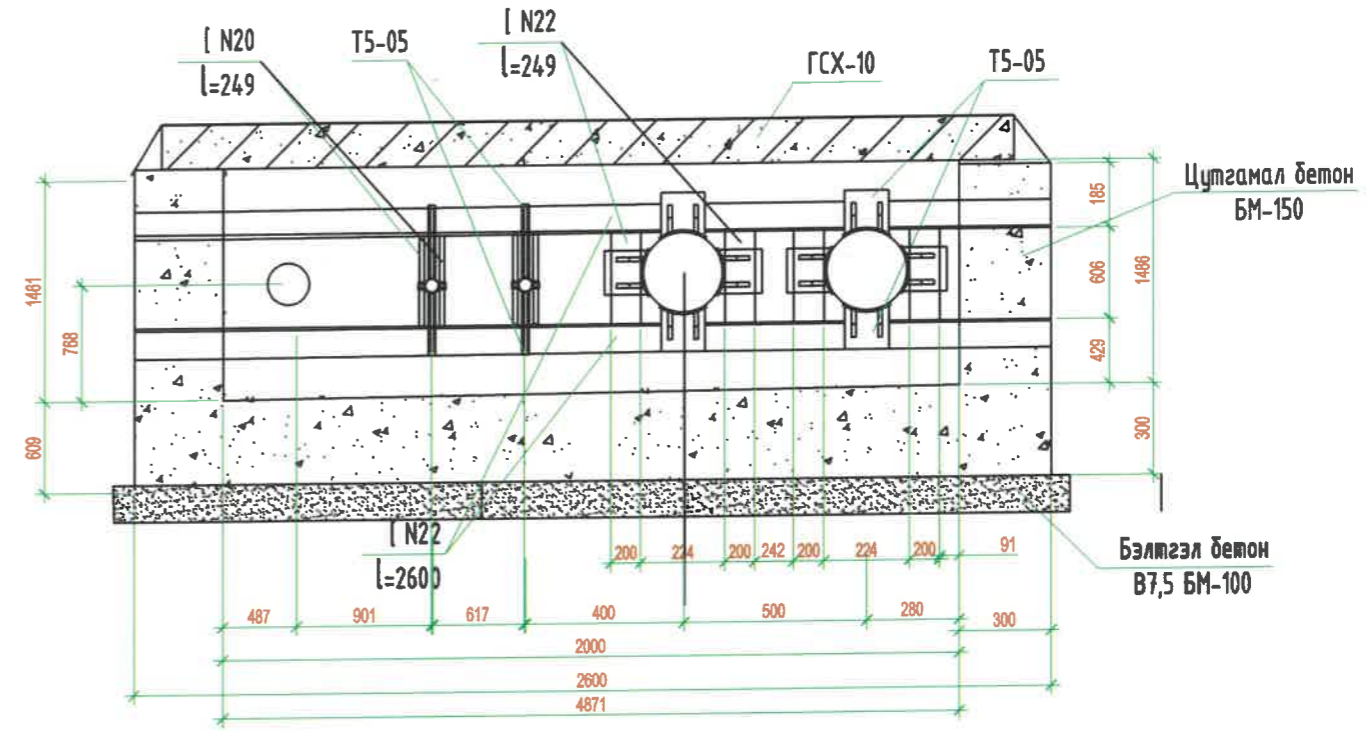 [ N20
l=249
T5-05
[ N22
l=249
ГСХ-10
T5-05
Цутгамал бетон
БМ-150
185
606
1486
429
300
1481
768
609
[ N22
l=2600
200
224
200
242
200
224
200
91
Бэлтгэл бетон
В7,5 БМ-100
487
901
617
400
500
280
300
2000
2600
4871